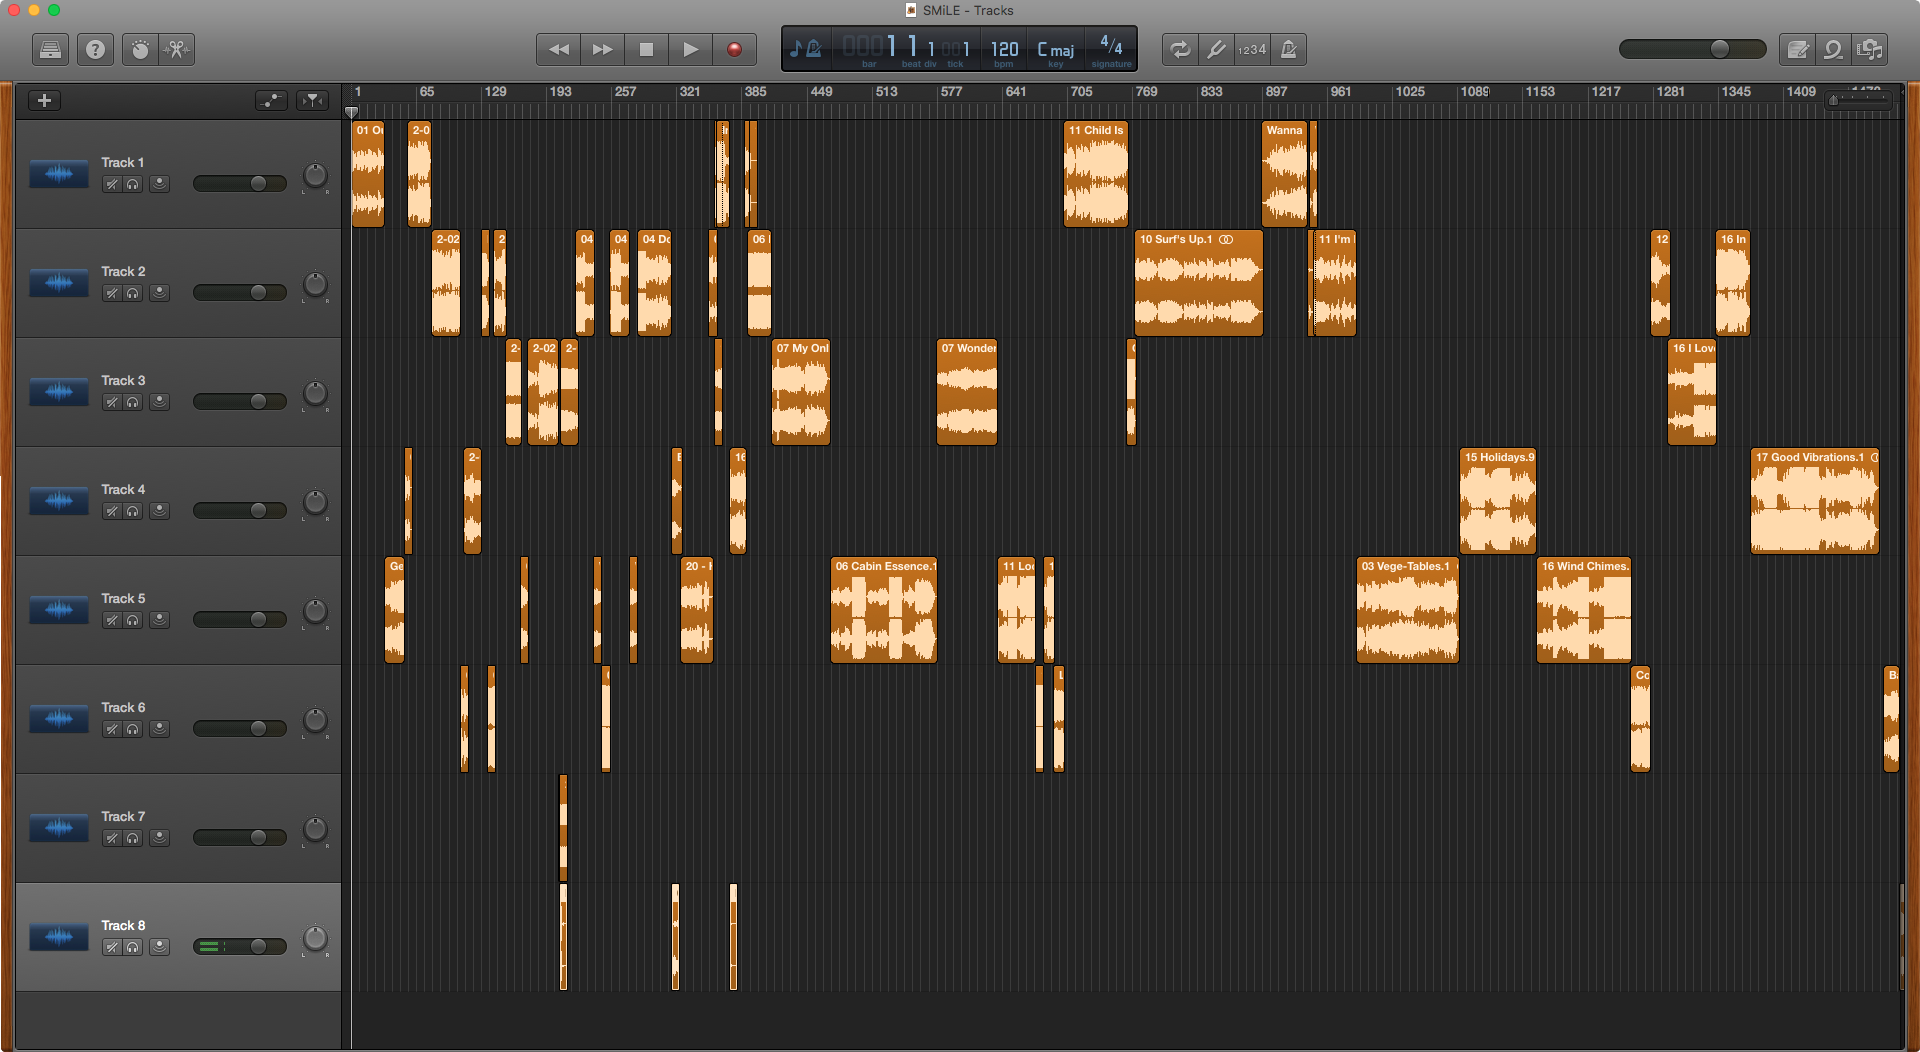 SMiLE - Tracks
1 1 1 1
120
C maj
4/4
bar
beat
div
tick
bpm
key
signature
1234
1 65 129 193 257 321 385 449 513 577 641 705 769 833 897 961 1025 1089 1153 1217 1281 1345 1409
Track 1
01 O
2-0
11 Child Is
Wanna
Track 2
2-02
2
04
04
04 Do
06
10 Surf's Up.1
11 I'm
12
16 In
Track 3
2-
2-02
2-
07 My Onl
07 Wonder
16 I Lov
Track 4
2-
16
15 Holidays.9
17 Good Vibrations.1
Track 5
Ge
20 -
06 Cabin Essence.1
11 Loo
03 Vege-Tables.1
16 Wind Chimes.
Track 6
L
Co
B
Track 7
Track 8
L R